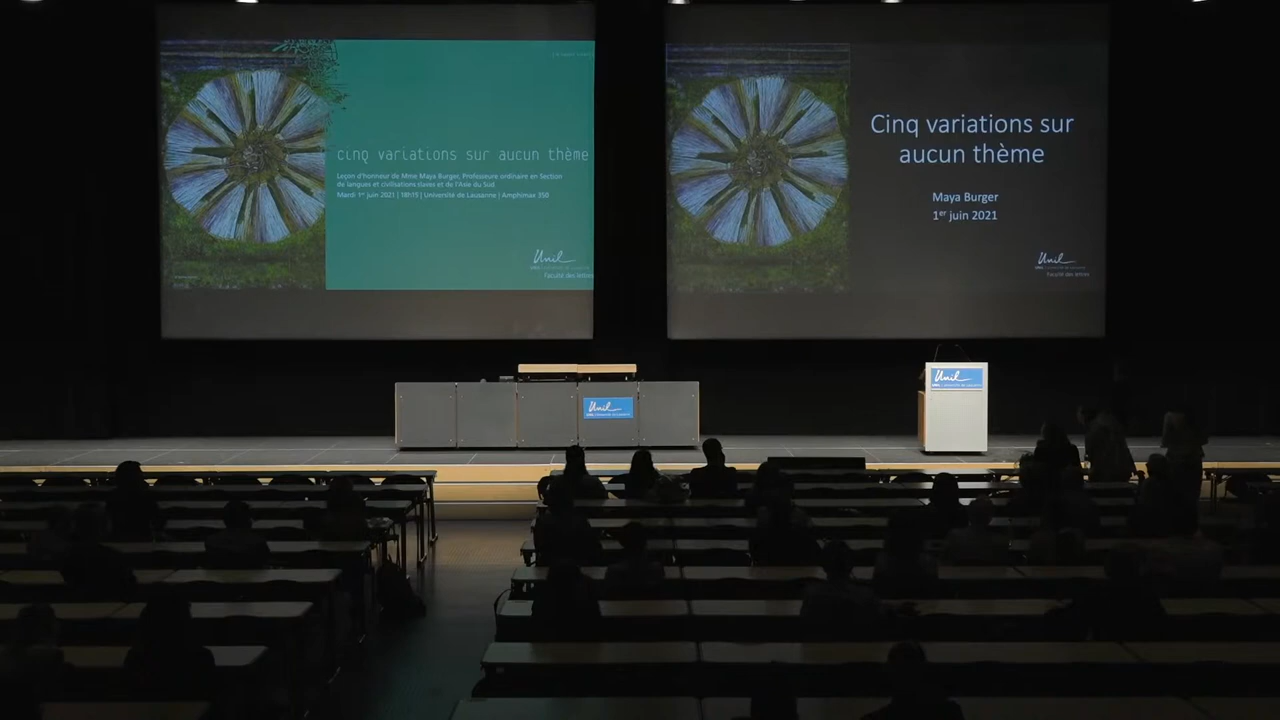 cinq variations sur aucun thème
Leçon d'honneur de Mme Maya Burger, Professeure ordinaire en Section
de langues et civilisations slaves et de l'Asie du Sud
Mardi 1er juin 2021 | 18h15 | Université de Lausanne | Amphimax 350
Unil
Faculté des lettres
Cinq variations sur
aucun thème
Maya Burger
1er juin 2021
Unil
Faculté des lettres
Unil
Unil